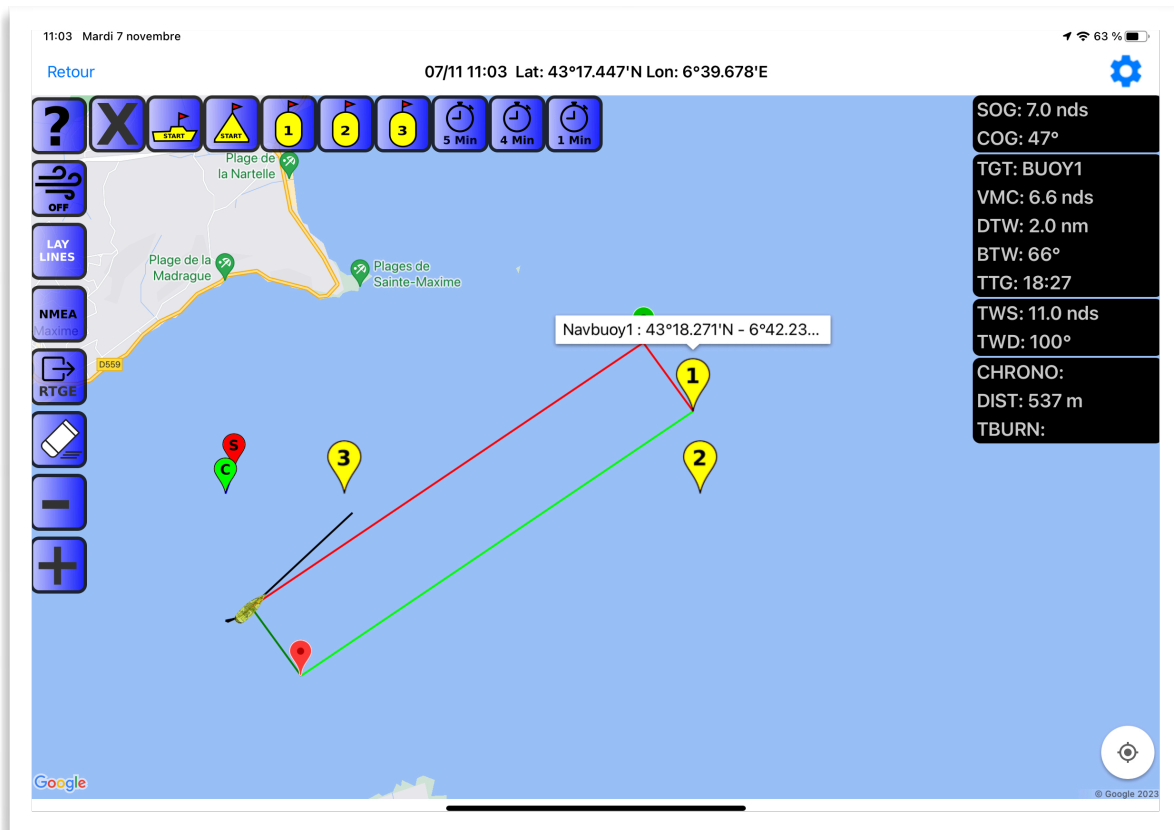 11:03 Mardi 7 novembre
63 %
Retour
07/11 11:03 Lat: 43°17.447'N Lon: 6°39.678'E
?
X
START
START
1
2
3
5 Min
4 Min
1 Min
SOG: 7.0 nds
COG: 47°
TGT: BUOY1
VMC: 6.6 nds
DTW: 2.0 nm
BTW: 66°
TTG: 18:27
TWS: 11.0 nds
TWD: 100°
CHRONO:
DIST: 537 m
TBURN:
OFF
LAY
LINES
NMEA
Maxime
RTGE
Plage de
la Nartelle
Plage de la
Madrague
Plages de
Sainte-Maxime
D559
Navbuoy1 : 43°18.271'N - 6°42.23...
1
S
C
3
2
Google
© Google 2023